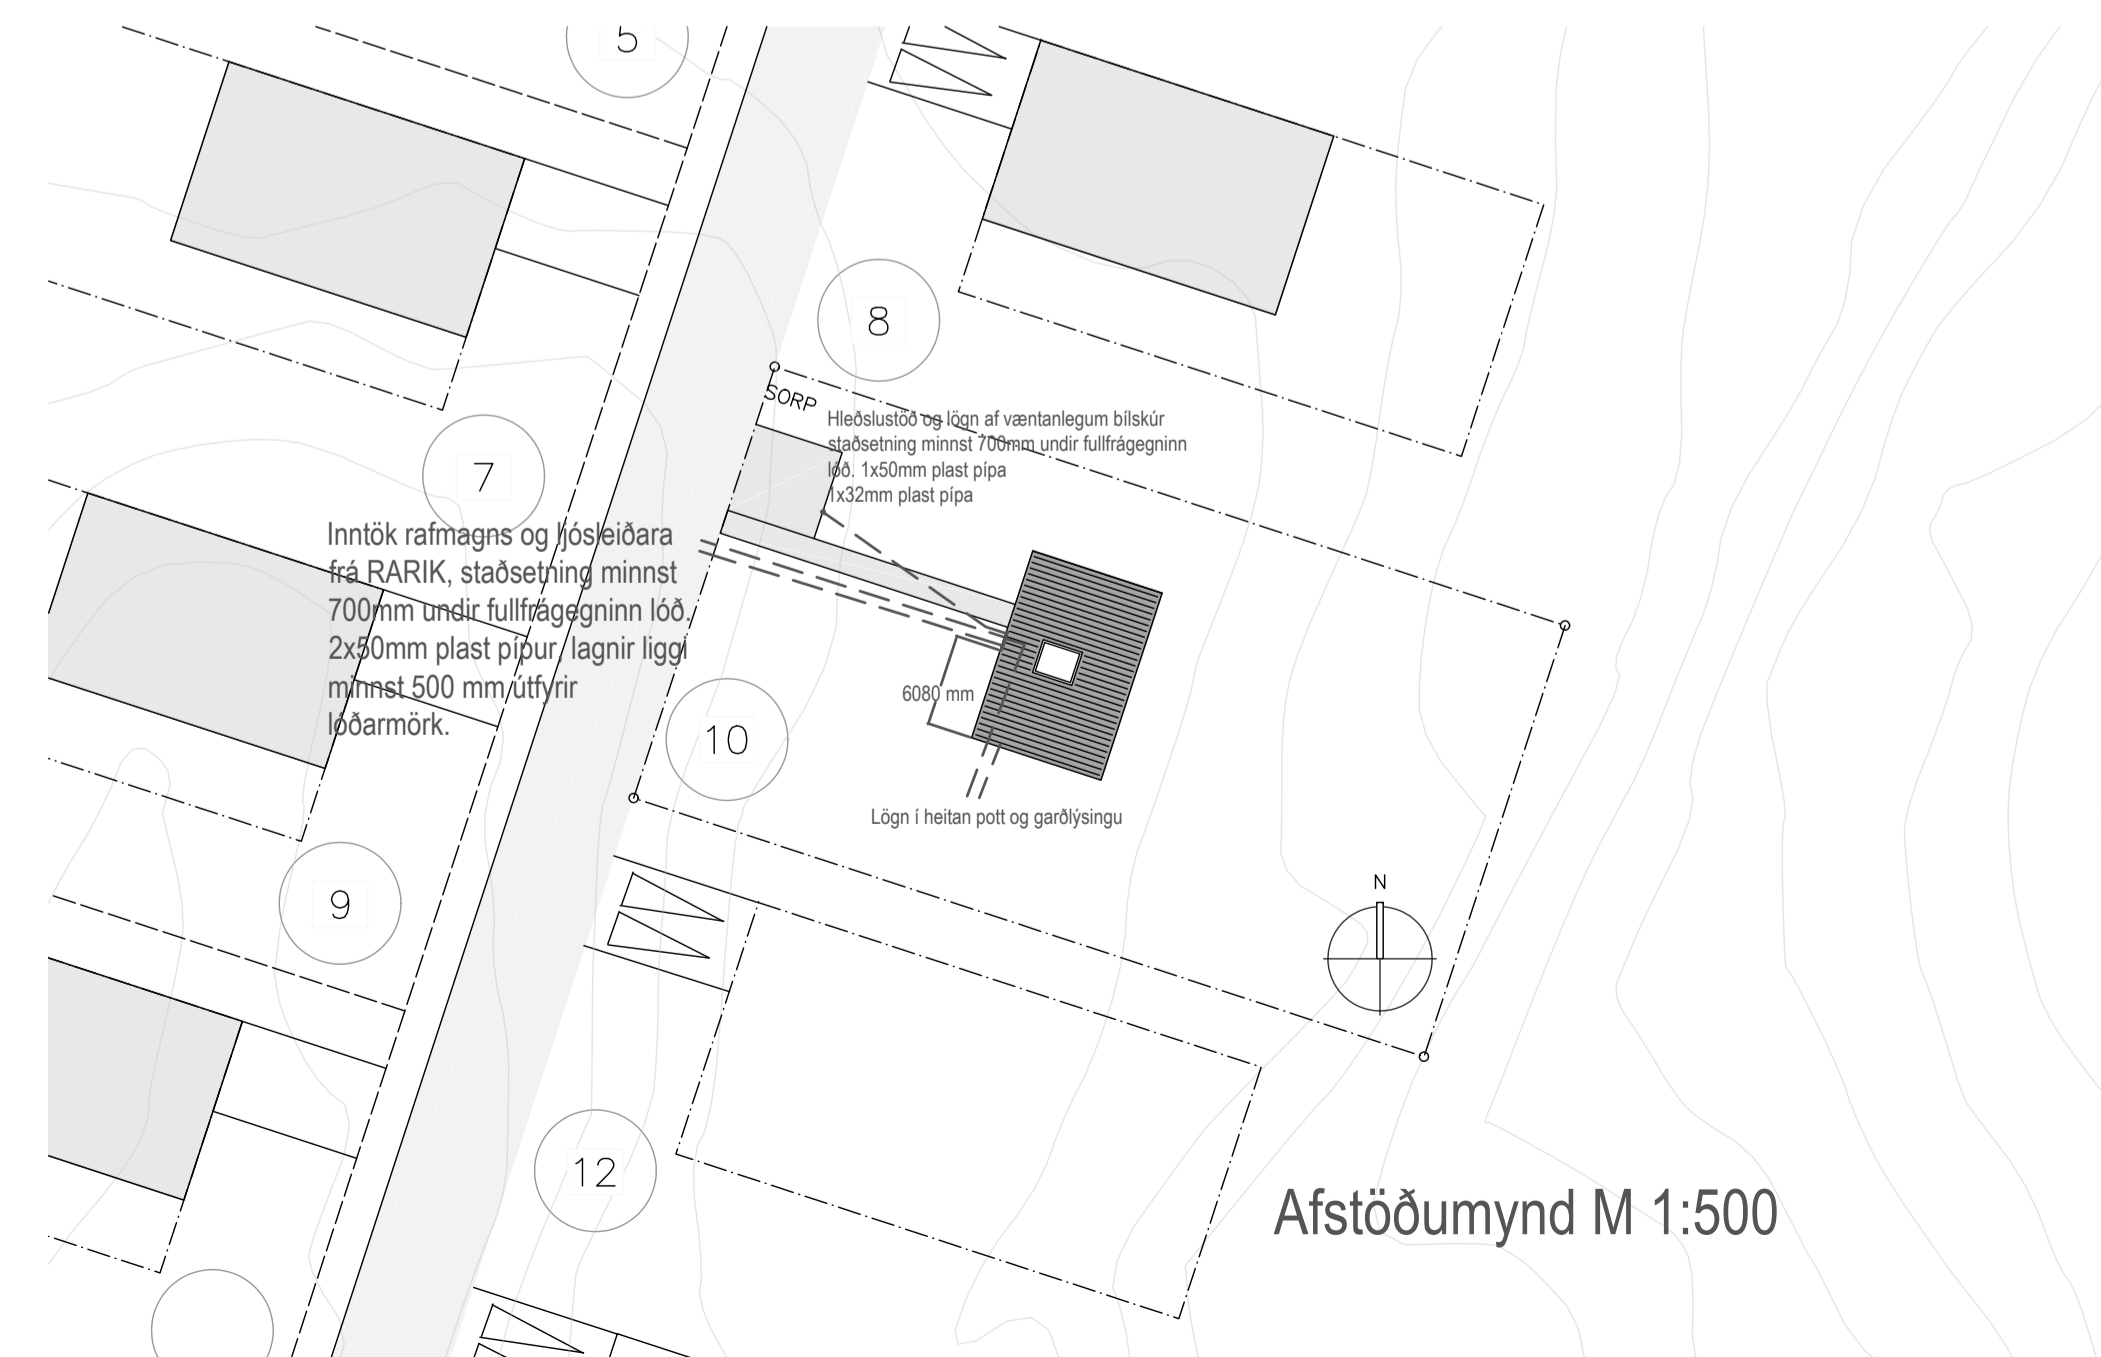 5
8
SORP
Hleðslustöð og lögn af væntanlegum bílskúr
staðsetning minnst 700mm undir fullfrágegninn
lóð. 1x50mm plast pípa
1x32mm plast pípa
7
Inntök rafmagns og ljósleiðara
frá RARIK, staðsetning minnst
700mm undir fullfrágegninn lóð.
2x50mm plast pípur, lagnir liggi
minnst 500 mm útfyrir
lóðarmörk.
6080 mm
10
Lögn í heitan pott og garðlýsingu
N
9
12
Afstöðumynd M 1:500